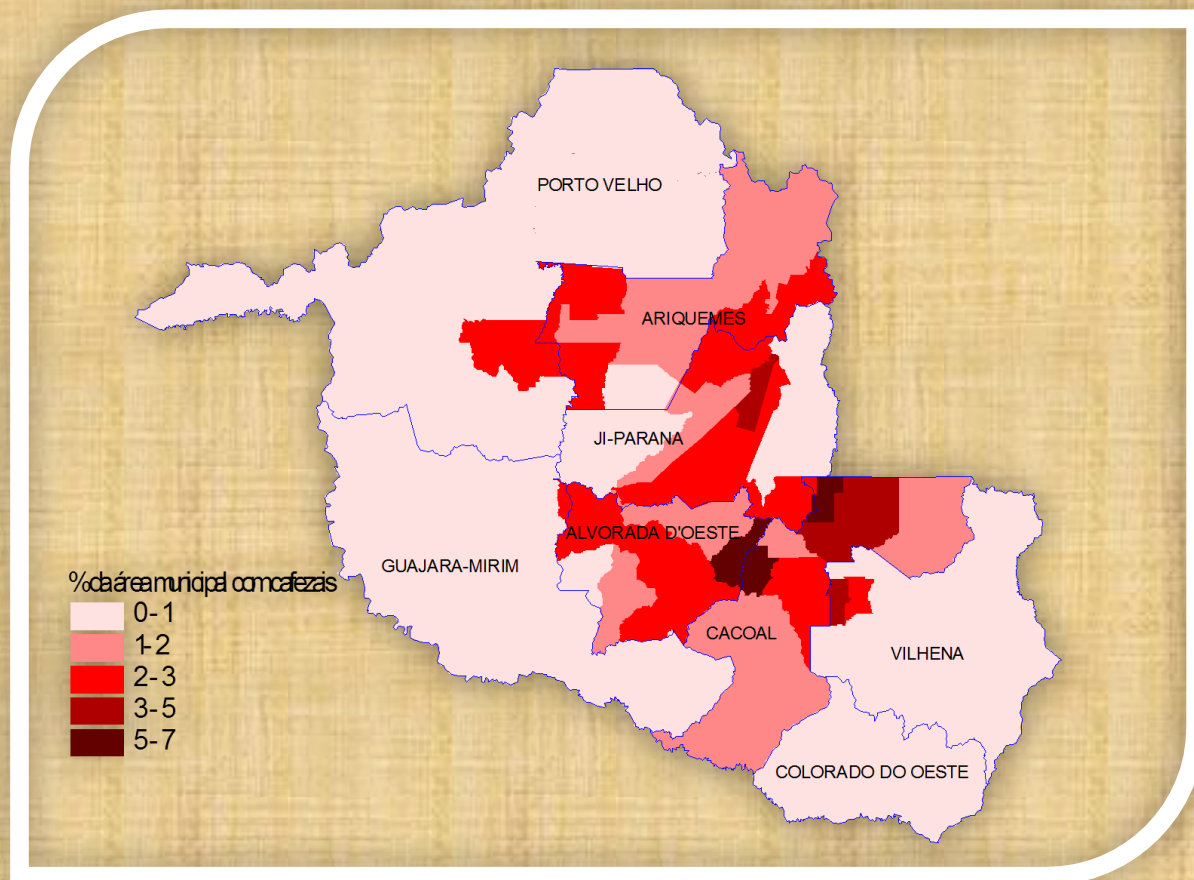 PORTO VELHO
ARIQUEMES
JI-PARANA
ALVORADA D'OESTE
GUAJARA-MIRIM
CACOAL
VILHENA
COLORADO DO OESTE
% da área municipal com cafezais
0-1
1-2
2-3
3-5
5-7